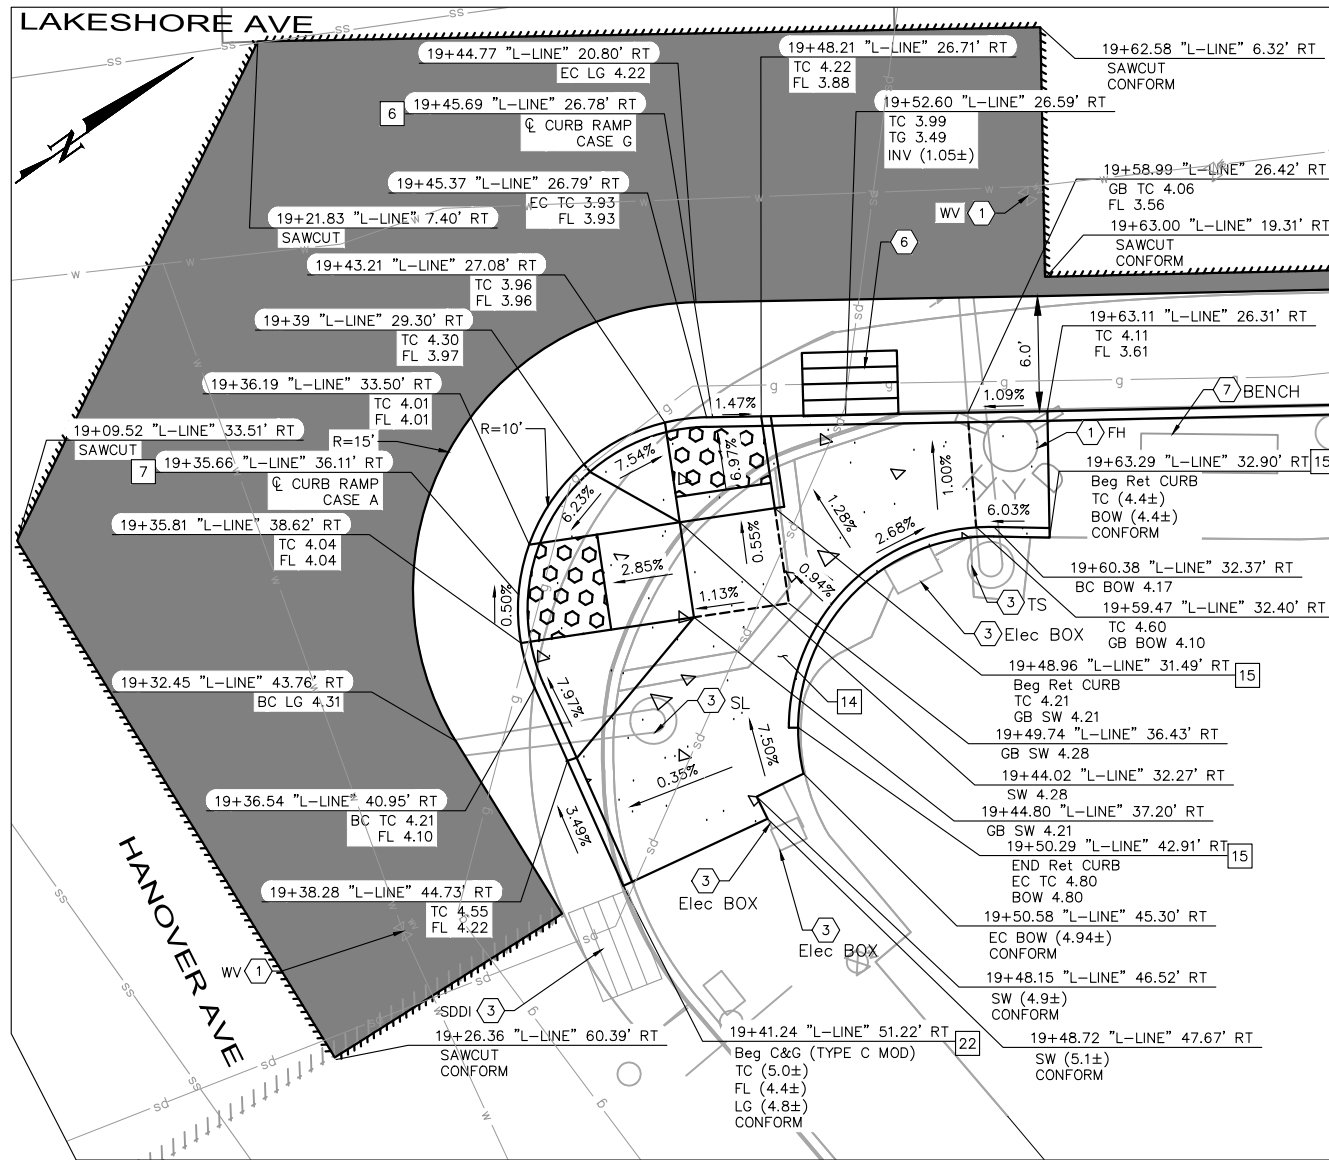 LAKESHORE AVE
19+44.77 "L-LINE" 20.80' RT
EC LG 4.22
6
19+45.69 "L-LINE" 26.78' RT
℄ CURB RAMP
CASE G
19+45.37 "L-LINE" 26.79' RT
EC TC 3.93
FL 3.93
19+21.83 "L-LINE" 7.40' RT
SAWCUT
19+43.21 "L-LINE" 27.08' RT
TC 3.96
FL 3.96
19+39 "L-LINE" 29.30' RT
TC 4.30
FL 3.97
19+36.19 "L-LINE" 33.50' RT
TC 4.01
FL 4.01
19+09.52 "L-LINE" 33.51' RT
SAWCUT
R=15'
R=10'
7
19+35.66 "L-LINE" 36.11' RT
℄ CURB RAMP
CASE A
19+35.81 "L-LINE" 38.62' RT
TC 4.04
FL 4.04
19+32.45 "L-LINE" 43.76' RT
BC LG 4.31
19+36.54 "L-LINE" 40.95' RT
BC TC 4.21
FL 4.10
19+38.28 "L-LINE" 44.73' RT
TC 4.55
FL 4.22
HANOVER AVE
WV 1
SDDI 3
19+26.36 "L-LINE" 60.39' RT
SAWCUT
CONFORM
19+48.21 "L-LINE" 26.71' RT
TC 4.22
FL 3.88
19+52.60 "L-LINE" 26.59' RT
TC 3.99
TG 3.49
INV (1.05±)
6
WV 1
19+62.58 "L-LINE" 6.32' RT
SAWCUT
CONFORM
19+58.99 "L-LINE" 26.42' RT
GB TC 4.06
FL 3.56
19+63.00 "L-LINE" 19.31' RT
SAWCUT
CONFORM
19+63.11 "L-LINE" 26.31' RT
TC 4.11
FL 3.61
6.0'
7 BENCH
1 FH
19+63.29 "L-LINE" 32.90' RT
15
Beg Ret CURB
TC (4.4±)
BOW (4.4±)
CONFORM
19+60.38 "L-LINE" 32.37' RT
BC BOW 4.17
3 TS
19+59.47 "L-LINE" 32.40' RT
TC 4.60
GB BOW 4.10
3 Elec BOX
19+48.96 "L-LINE" 31.49' RT
15
Beg Ret CURB
TC 4.21
GB SW 4.21
14
3 SL
19+49.74 "L-LINE" 36.43' RT
GB SW 4.28
19+44.02 "L-LINE" 32.27' RT
SW 4.28
19+44.80 "L-LINE" 37.20' RT
GB SW 4.21
19+50.29 "L-LINE" 42.91' RT
15
END Ret CURB
EC TC 4.80
BOW 4.80
19+50.58 "L-LINE" 45.30' RT
EC BOW (4.94±)
CONFORM
19+48.15 "L-LINE" 46.52' RT
SW (4.9±)
CONFORM
19+48.72 "L-LINE" 47.67' RT
SW (5.1±)
CONFORM
3
Elec BOX
3
Elec BOX
19+41.24 "L-LINE" 51.22' RT
22
Beg C&G (TYPE C MOD)
TC (5.0±)
FL (4.4±)
LG (4.8±)
CONFORM
1.47%
1.09%
7.54%
6.97%
6.23%
1.00%
1.28%
2.68%
6.03%
0.55%
2.85%
0.94%
1.13%
0.50%
7.97%
7.50%
0.35%
3.49%
N
ss
ss
ss
ss
ss
ss
w
w
w
w
w
w
w
w
w
sd
sd
sd
sd
sd
sd
sd
sd
sd
sd
sd
g
g
g
g
g
g
g
g
g